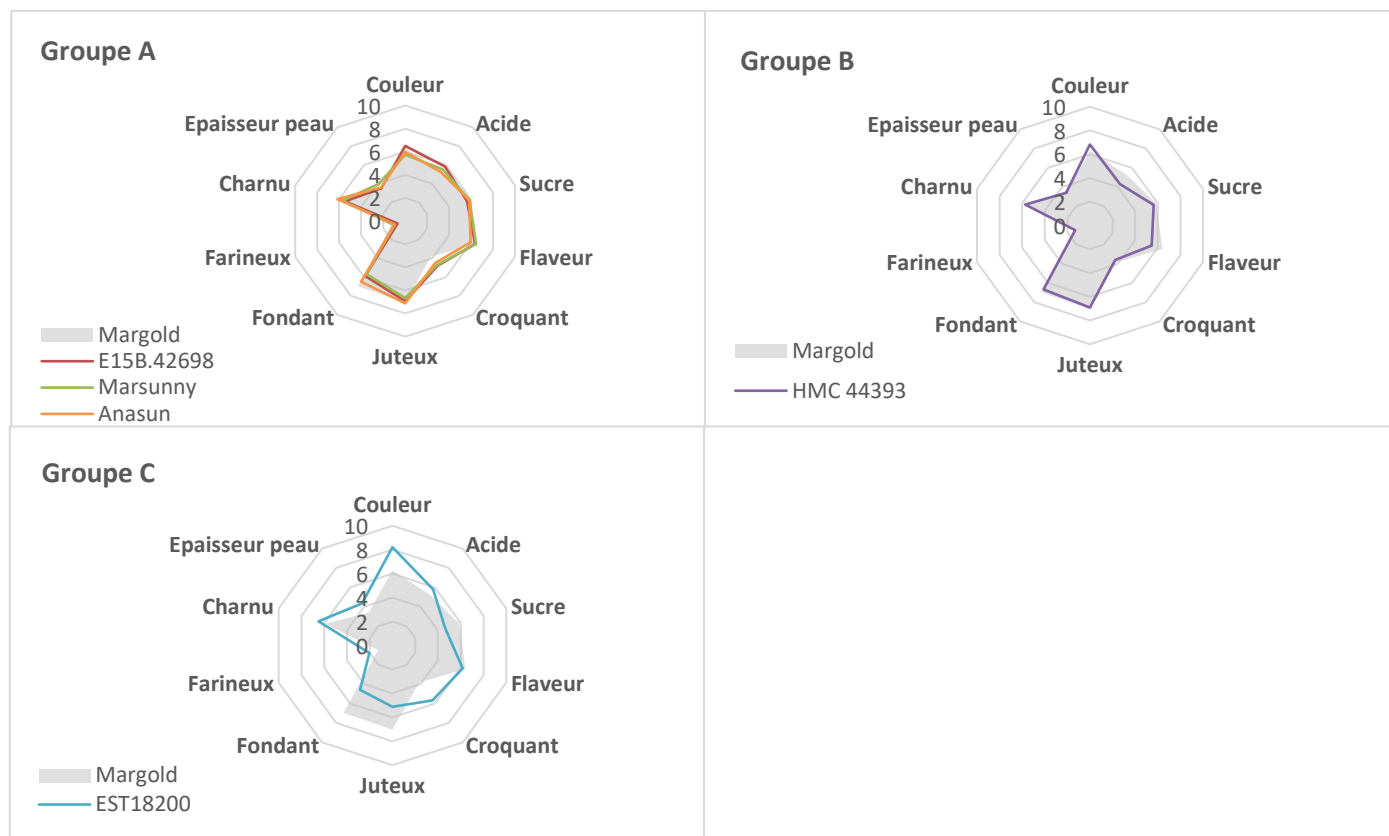 Groupe A
Couleur
10
8
6
4
2
0
Acide
Sucre
Flaveur
Croquant
Juteux
Fondant
Farineux
Charnu
Epaisseur peau
Margold
E15B.42698
Marsunny
Anasun
Groupe B
Couleur
10
8
6
4
2
0
Acide
Sucre
Flaveur
Croquant
Juteux
Fondant
Farineux
Charnu
Epaisseur peau
Margold
HMC 44393
Groupe C
Couleur
10
8
6
4
2
0
Acide
Sucre
Flaveur
Croquant
Juteux
Fondant
Farineux
Charnu
Epaisseur peau
Margold
EST18200